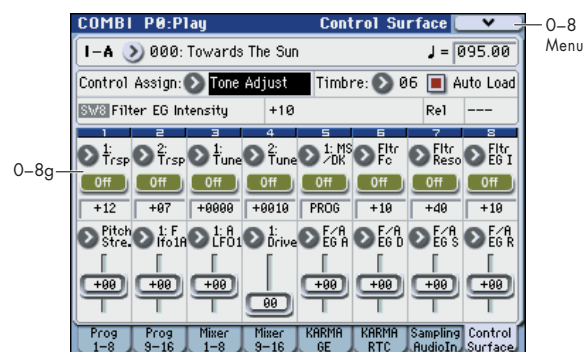 COMBI P0:Play Control Surface
0–8
Menu
I-A 000: Towards The Sun ♩= 095.00
Control Assign: Tone Adjust Timbre: 06 Auto Load
SW8 Filter EG Intensity +10 Rel ---
1 2 3 4 5 6 7 8
1: Trsp 2: Trsp 1: Tune 2: Tune 1: MS/DK Fltr Fc Fltr Reso Fltr EG I
0–8g
Off Off Off Off Off Off Off Off
+12 +07 +0000 +0010 PROG +10 +40 +10
Pitch Stre. 1: F lfo1A 1: A LFO1 1: Drive F/A EG A F/A EG D F/A EG S F/A EG R
+00 +00 +00 00 +00 +00 +00 +00
Prog 1-8 Prog 9-16 Mixer 1-8 Mixer 9-16 KARMA GE KARMA RTC Sampling AudioIn Control Surface